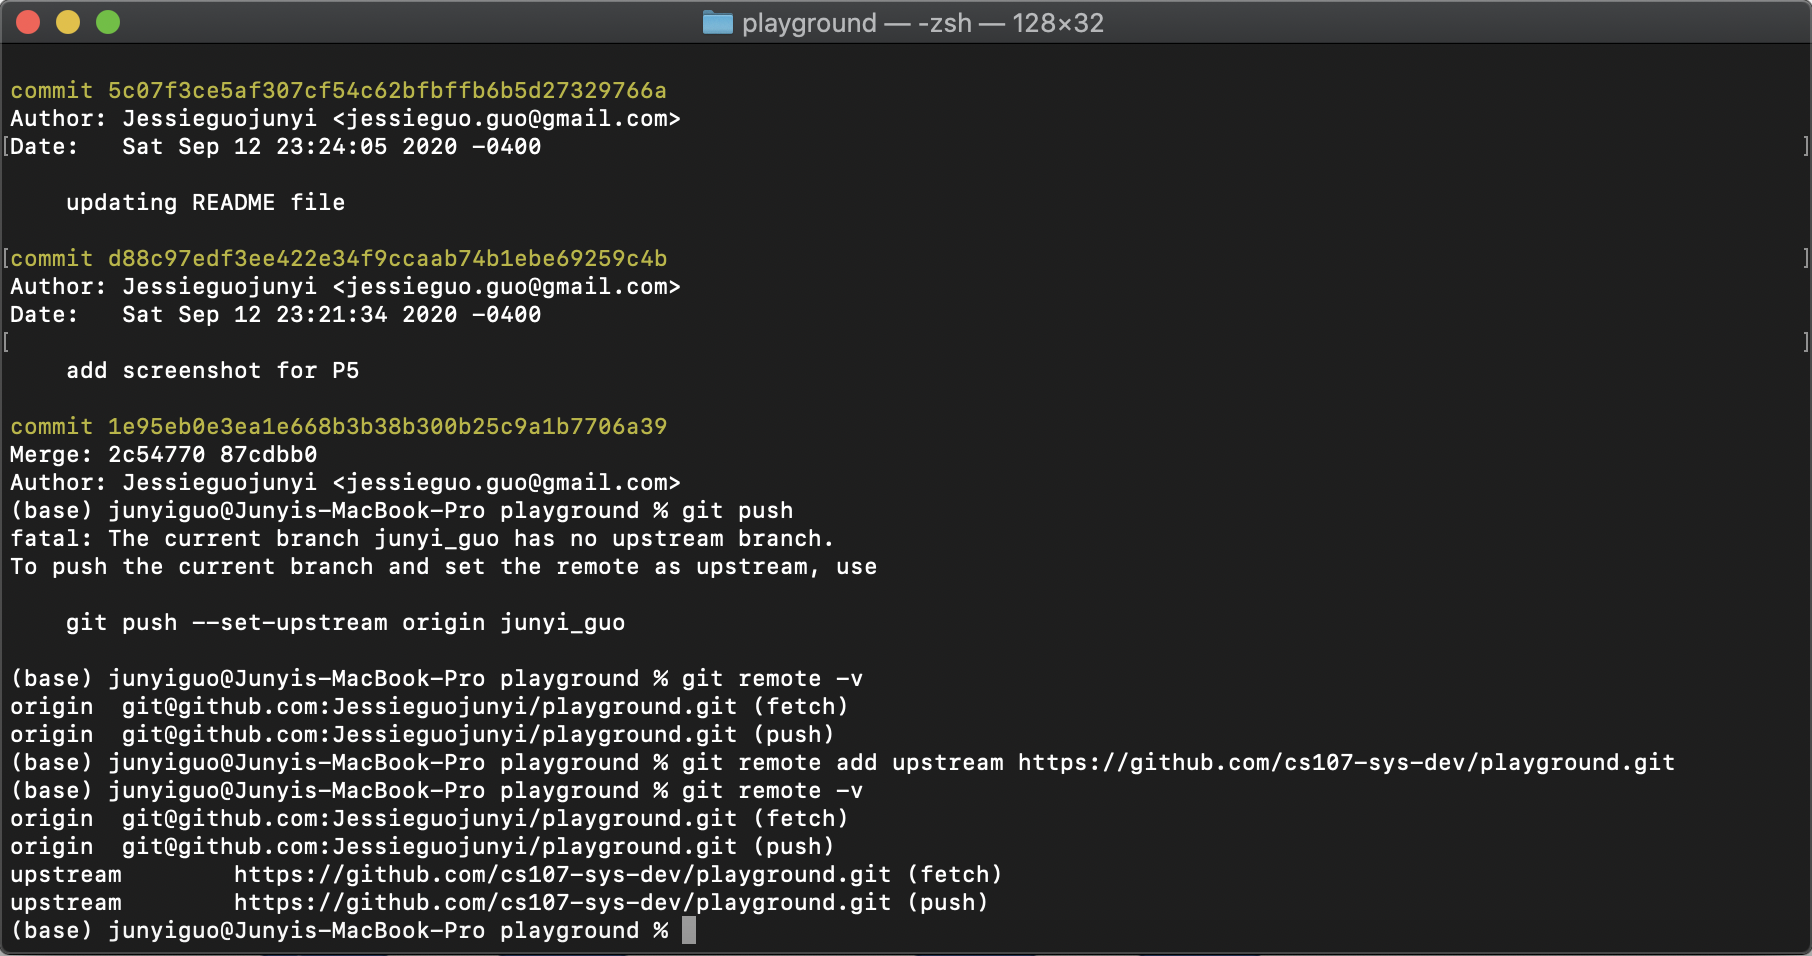 playground — -zsh — 128×32
commit 5c07f3ce5af307cf54c62bfbffb6b5d27329766a
Author: Jessieguojunyi <jessieguo.guo@gmail.com>
[Date:   Sat Sep 12 23:24:05 2020 -0400 ]
    updating README file
[commit d88c97edf3ee422e34f9ccaab74b1ebe69259c4b ]
Author: Jessieguojunyi <jessieguo.guo@gmail.com>
Date:   Sat Sep 12 23:21:34 2020 -0400
[ ]
    add screenshot for P5
commit 1e95eb0e3ea1e668b3b38b300b25c9a1b7706a39
Merge: 2c54770 87cdbb0
Author: Jessieguojunyi <jessieguo.guo@gmail.com>
(base) junyiguo@Junyis-MacBook-Pro playground % git push
fatal: The current branch junyi_guo has no upstream branch.
To push the current branch and set the remote as upstream, use
    git push --set-upstream origin junyi_guo
(base) junyiguo@Junyis-MacBook-Pro playground % git remote -v
origin  git@github.com:Jessieguojunyi/playground.git (fetch)
origin  git@github.com:Jessieguojunyi/playground.git (push)
(base) junyiguo@Junyis-MacBook-Pro playground % git remote add upstream https://github.com/cs107-sys-dev/playground.git
(base) junyiguo@Junyis-MacBook-Pro playground % git remote -v
origin  git@github.com:Jessieguojunyi/playground.git (fetch)
origin  git@github.com:Jessieguojunyi/playground.git (push)
upstream        https://github.com/cs107-sys-dev/playground.git (fetch)
upstream        https://github.com/cs107-sys-dev/playground.git (push)
(base) junyiguo@Junyis-MacBook-Pro playground %